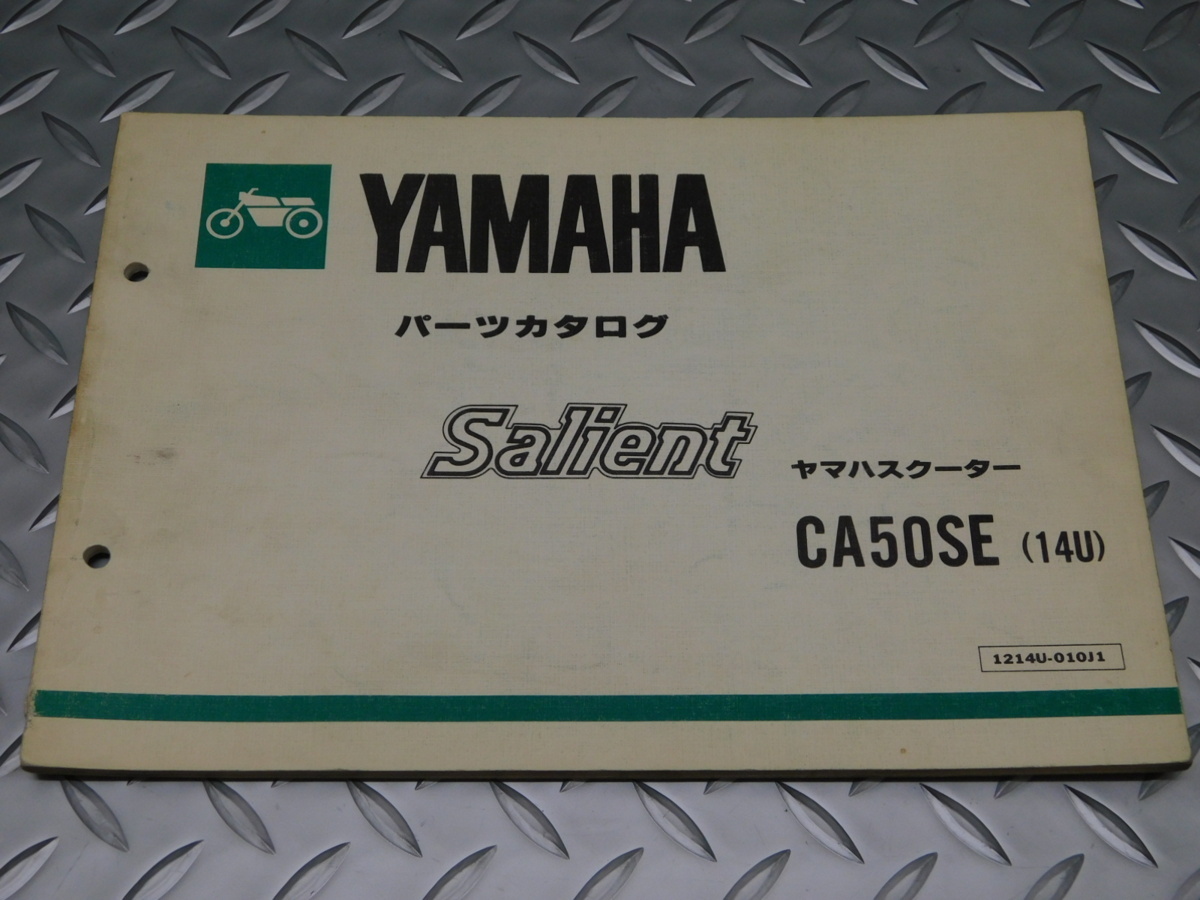 YAMAHA
パーツカタログ
Salient
ヤマハスクーター
CA50SE (14U)
1214U-010J1